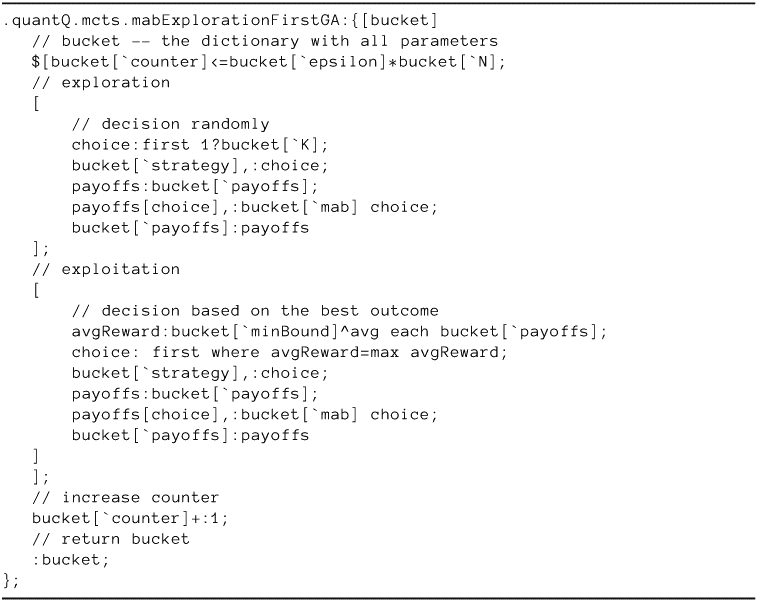 .quantQ.mcts.mabExplorationFirstGA:{[bucket]
   // bucket -- the dictionary with all parameters
   $[bucket[`counter]<=bucket[`epsilon]*bucket[`N];
   // exploration
   [
       // decision randomly
       choice:first 1?bucket[`K];
       bucket[`strategy],:choice;
       payoffs:bucket[`payoffs];
       payoffs[choice],:bucket[`mab] choice;
       bucket[`payoffs]:payoffs
   ];
   // exploitation
   [
       // decision based on the best outcome
       avgReward:bucket[`minBound]^avg each bucket[`payoffs];
       choice: first where avgReward=max avgReward;
       bucket[`strategy],:choice;
       payoffs:bucket[`payoffs];
       payoffs[choice],:bucket[`mab] choice;
       bucket[`payoffs]:payoffs
   ]
   ];
   // increase counter
   bucket[`counter]+:1;
   // return bucket
   :bucket;
};